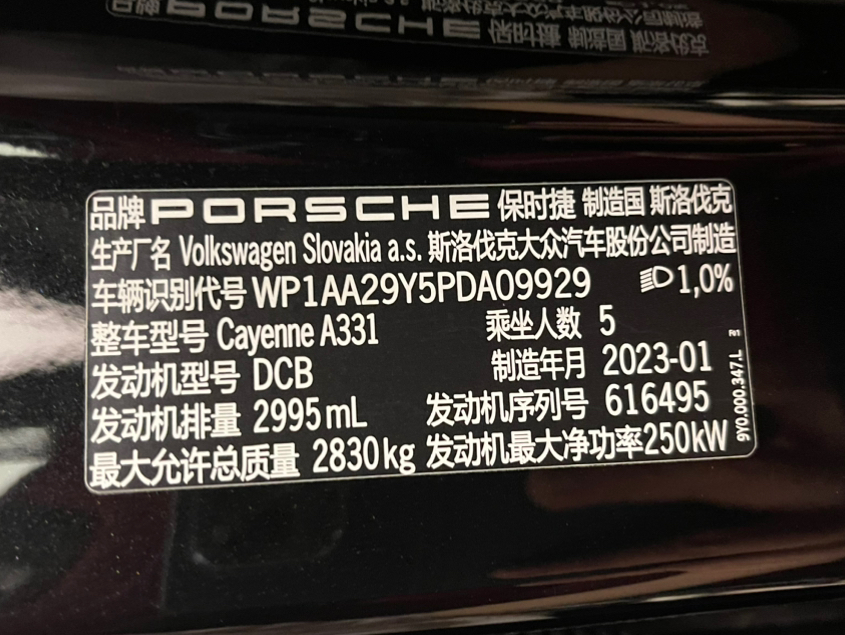 品牌 PORSCHE 保时捷 制造国 斯洛伐克
生产厂名 Volkswagen Slovakia a.s. 斯洛伐克大众汽车股份公司制造
车辆识别代号 WP1AA29Y5PDA09929 1,0%
整车型号 Cayenne A331 乘坐人数 5
发动机型号 DCB 制造年月 2023-01
发动机排量 2995 mL 发动机序列号 616495
最大允许总质量 2830 kg 发动机最大净功率 250kW
9Y0.000.347.L